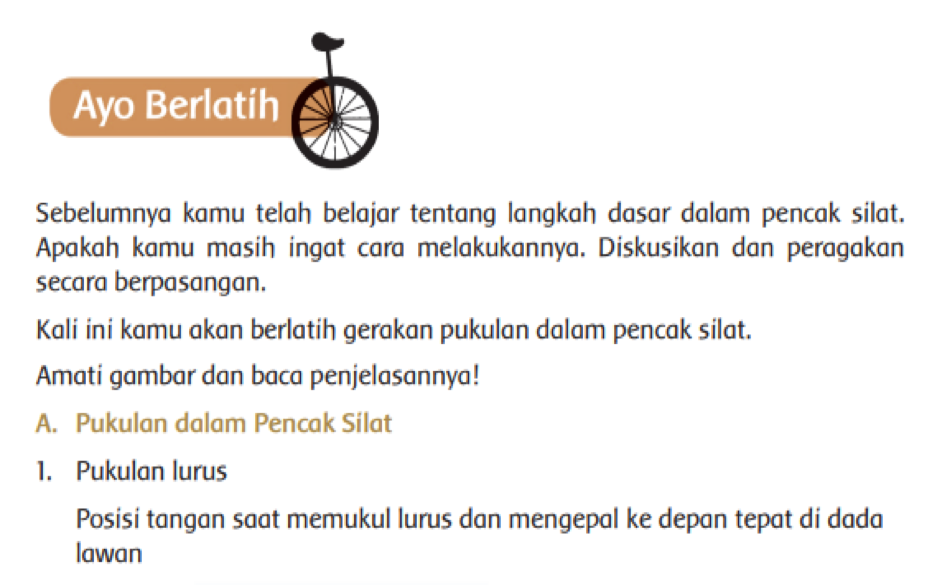 Ayo Berlatih
Sebelumnya kamu telah belajar tentang langkah dasar dalam pencak silat.
Apakah kamu masih ingat cara melakukannya. Diskusikan dan peragakan
secara berpasangan.
Kali ini kamu akan berlatih gerakan pukulan dalam pencak silat.
Amati gambar dan baca penjelasannya!
A. Pukulan dalam Pencak Silat
1. Pukulan lurus
Posisi tangan saat memukul lurus dan mengepal ke depan tepat di dada
lawan